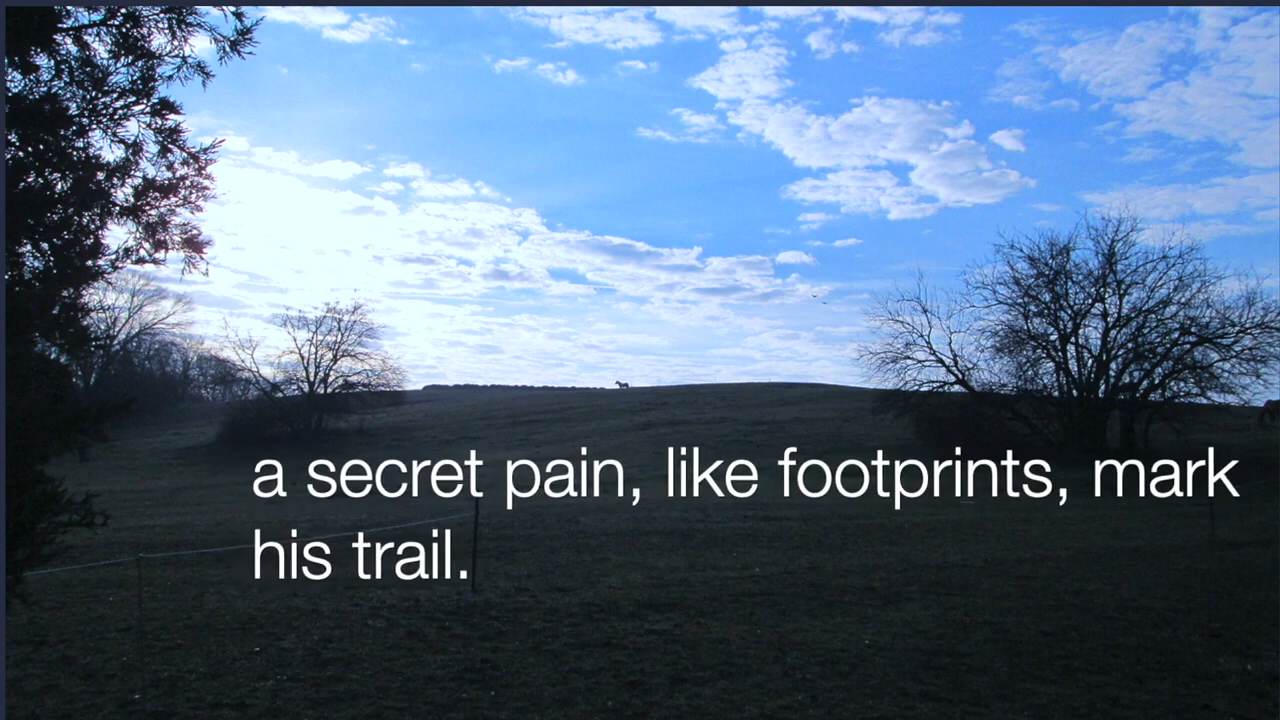 a secret pain, like footprints, mark
his trail.